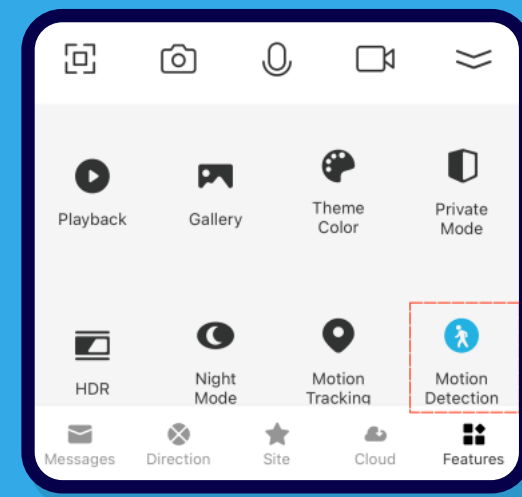 Playback
Gallery
Theme
Color
Private
Mode
HDR
Night
Mode
Motion
Tracking
Motion
Detection
Messages
Direction
Site
Cloud
Features